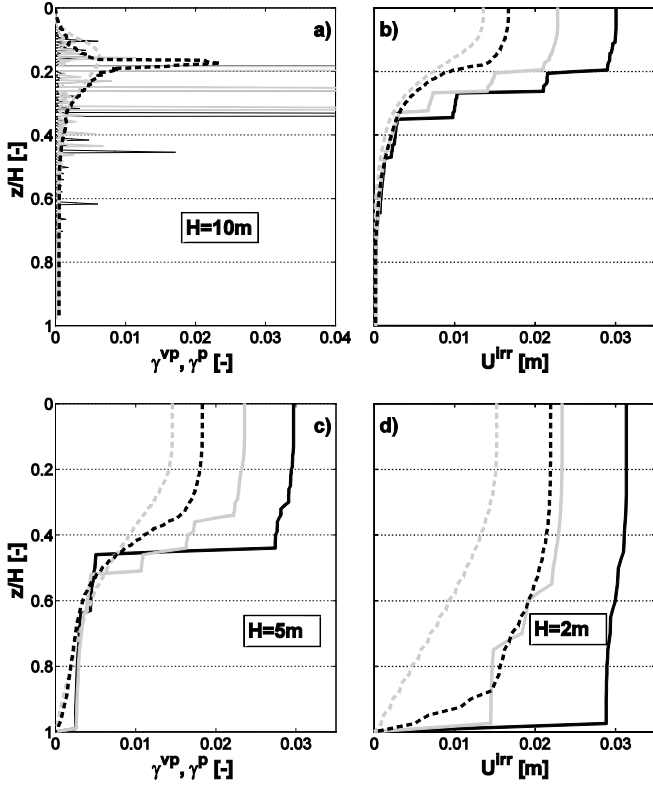 0
0.2
0.4
0.6
0.8
1
z/H [-]
a)
H=10m
0 0.01 0.02 0.03 0.04
γ^vp, γ^p [-]
b)
0 0.01 0.02 0.03
U^irr [m]
0
0.2
0.4
0.6
0.8
1
z/H [-]
c)
H=5m
0 0.01 0.02 0.03
γ^vp, γ^p [-]
d)
H=2m
0 0.01 0.02 0.03
U^irr [m]